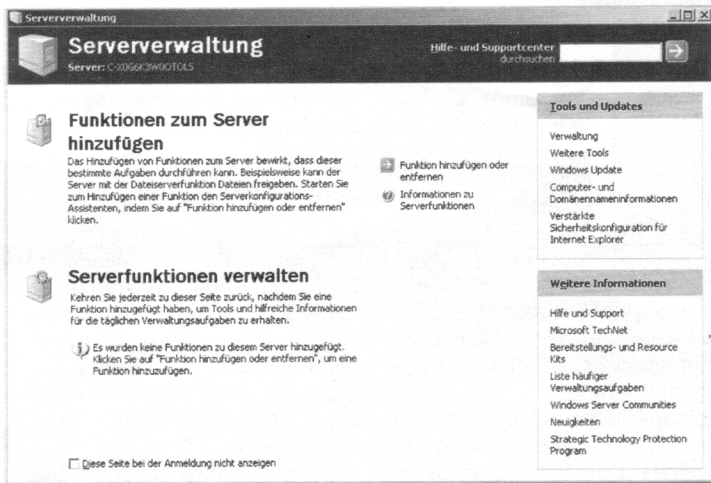 Serververwaltung
Serververwaltung
Server: C-X0G6K3W0OTOLS
Hilfe- und Supportcenter
durchsuchen
Funktionen zum Server
hinzufügen
Das Hinzufügen von Funktionen zum Server bewirkt, dass dieser
bestimmte Aufgaben durchführen kann. Beispielsweise kann der
Server mit der Dateiserverfunktion Dateien freigeben. Starten Sie
zum Hinzufügen einer Funktion den Serverkonfigurations-
Assistenten, indem Sie auf "Funktion hinzufügen oder entfernen"
klicken.
Funktion hinzufügen oder
entfernen
Informationen zu
Serverfunktionen
Serverfunktionen verwalten
Kehren Sie jederzeit zu dieser Seite zurück, nachdem Sie eine
Funktion hinzugefügt haben, um Tools und hilfreiche Informationen
für die täglichen Verwaltungsaufgaben zu erhalten.
Es wurden keine Funktionen zu diesem Server hinzugefügt.
Klicken Sie auf "Funktion hinzufügen oder entfernen", um eine
Funktion hinzuzufügen.
Diese Seite bei der Anmeldung nicht anzeigen
Tools und Updates
Verwaltung
Weitere Tools
Windows Update
Computer- und
Domänennameninformationen
Verstärkte
Sicherheitskonfiguration für
Internet Explorer
Weitere Informationen
Hilfe und Support
Microsoft TechNet
Bereitstellungs- und Resource
Kits
Liste häufiger
Verwaltungsaufgaben
Windows Server Communities
Neuigkeiten
Strategic Technology Protection
Program